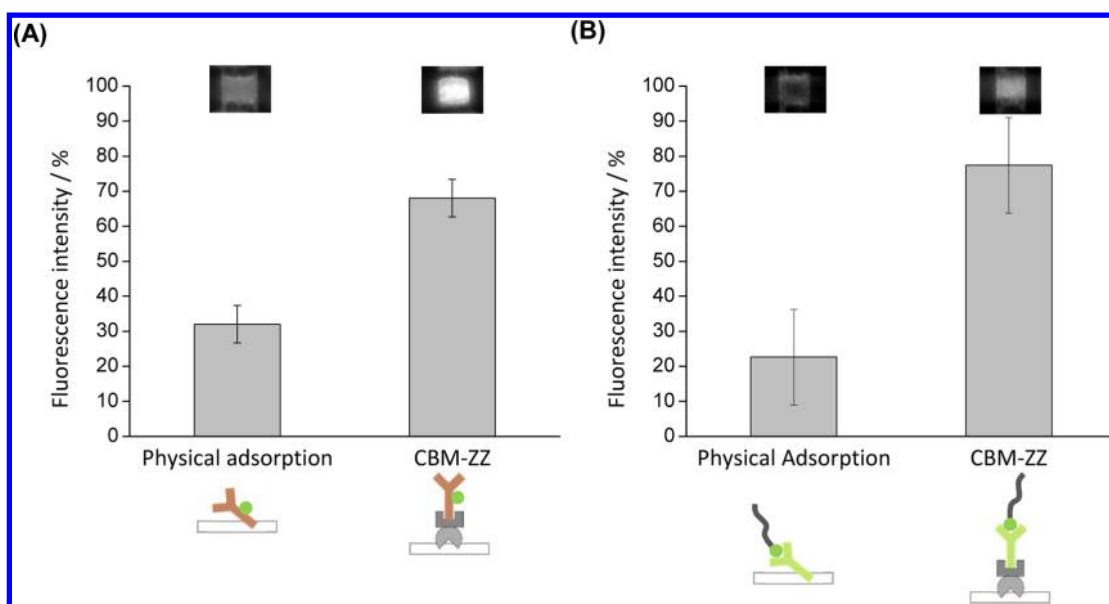 (A)
Fluorescence intensity / %
100
90
80
70
60
50
40
30
20
10
0
Physical adsorption
CBM-ZZ
(B)
Fluorescence intensity / %
100
90
80
70
60
50
40
30
20
10
0
Physical Adsorption
CBM-ZZ